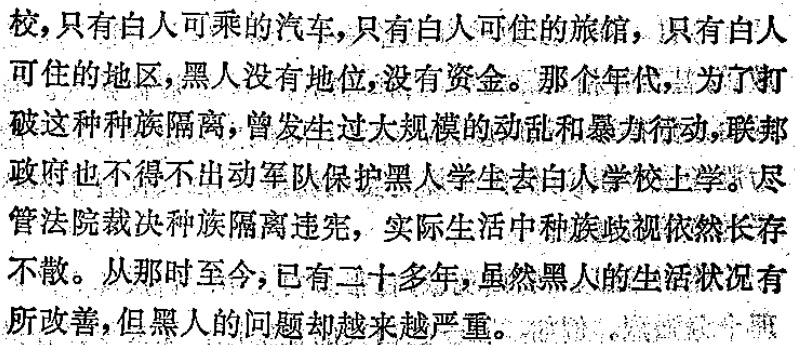 校,只有白人可乘的汽车,只有白人可住的旅馆，只有白人
可住的地区,黑人没有地位,没有资金。那个年代，为了打
破这种种族隔离,曾发生过大规模的动乱和暴力行动,联邦
政府也不得不出动军队保护黑人学生去白人学校上学。尽
管法院裁决种族隔离违宪，实际生活中种族歧视依然长存
不散。从那时至今,已有二十多年,虽然黑人的生活状况有
所改善,但黑人的问题却越来越严重。